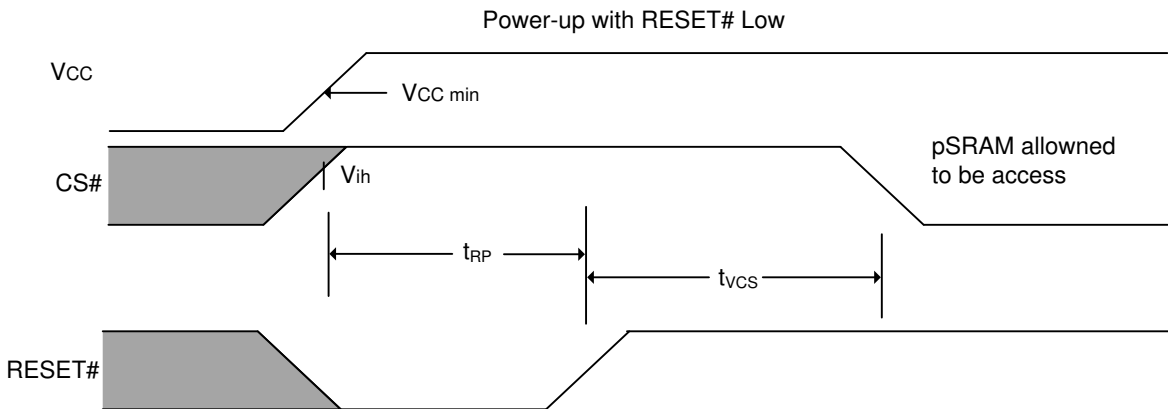 Power-up with RESET# Low
VCC
VCC min
pSRAM allowned
to be access
CS#
Vih
tRP
tVCS
RESET#